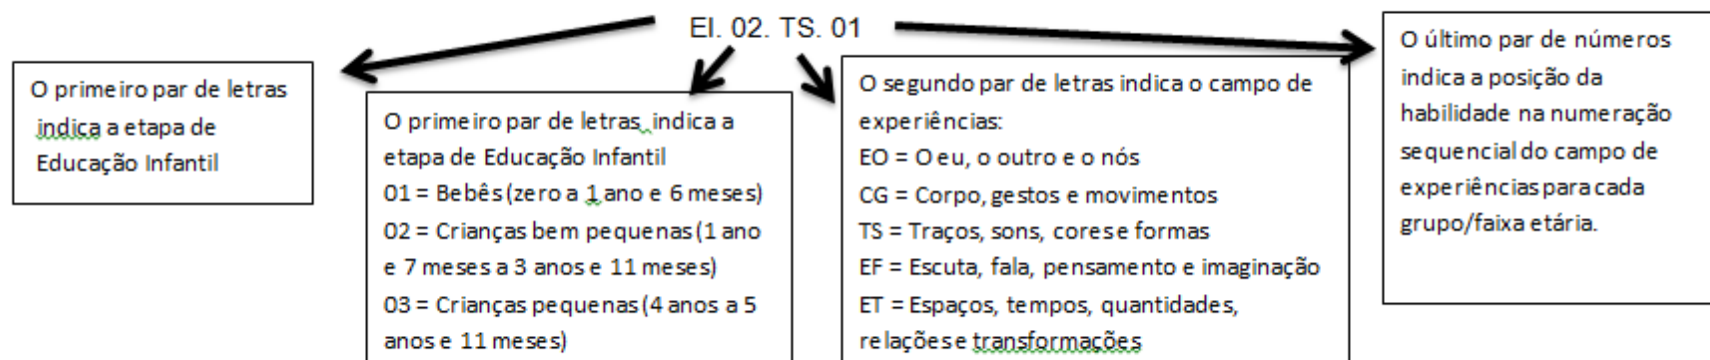 EI. 02. TS. 01
O primeiro par de letras
indica a etapa de
Educação Infantil
O primeiro par de letras, indica a
etapa de Educação Infantil
01 = Bebês (zero a 1 ano e 6 meses)
02 = Crianças bem pequenas (1 ano
e 7 meses a 3 anos e 11 meses)
03 = Crianças pequenas (4 anos a 5
anos e 11 meses)
O segundo par de letras indica o campo de
experiências:
EO = O eu, o outro e o nós
CG = Corpo, gestos e movimentos
TS = Traços, sons, cores e formas
EF = Escuta, fala, pensamento e imaginação
ET = Espaços, tempos, quantidades,
relações e transformações
O último par de números
indica a posição da
habilidade na numeração
sequencial do campo de
experiências para cada
grupo/faixa etária.